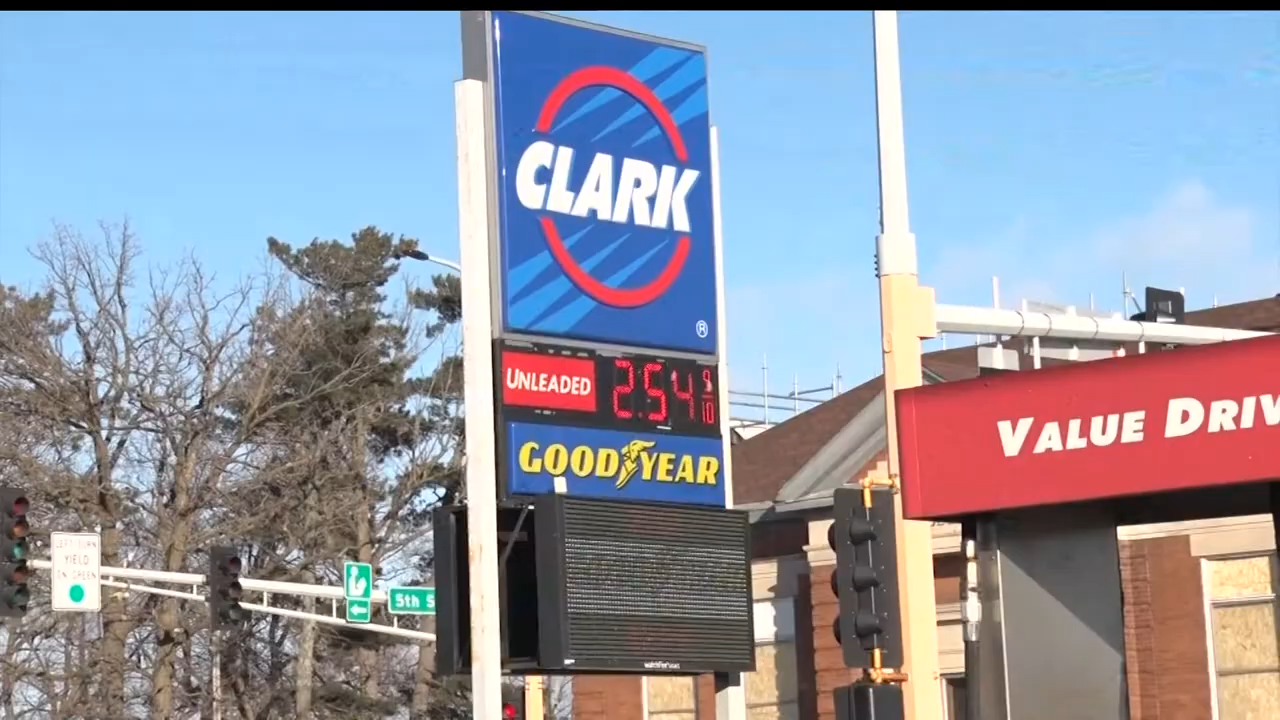 CLARK
®
UNLEADED 2.54 9/10
GOODYEAR
VALUE DRIV
LEFT TURN
YIELD
ON GREEN
5th S